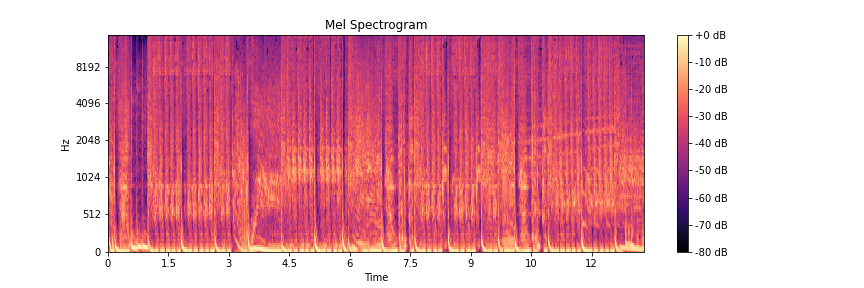 Mel Spectrogram
+0 dB
8192
-10 dB
4096
-20 dB
-30 dB
2048
-40 dB
Hz
1024
-50 dB
512
-60 dB
-70 dB
0
-80 dB
0 1.5 3 4.5 6 7.5 9 10 12
Time